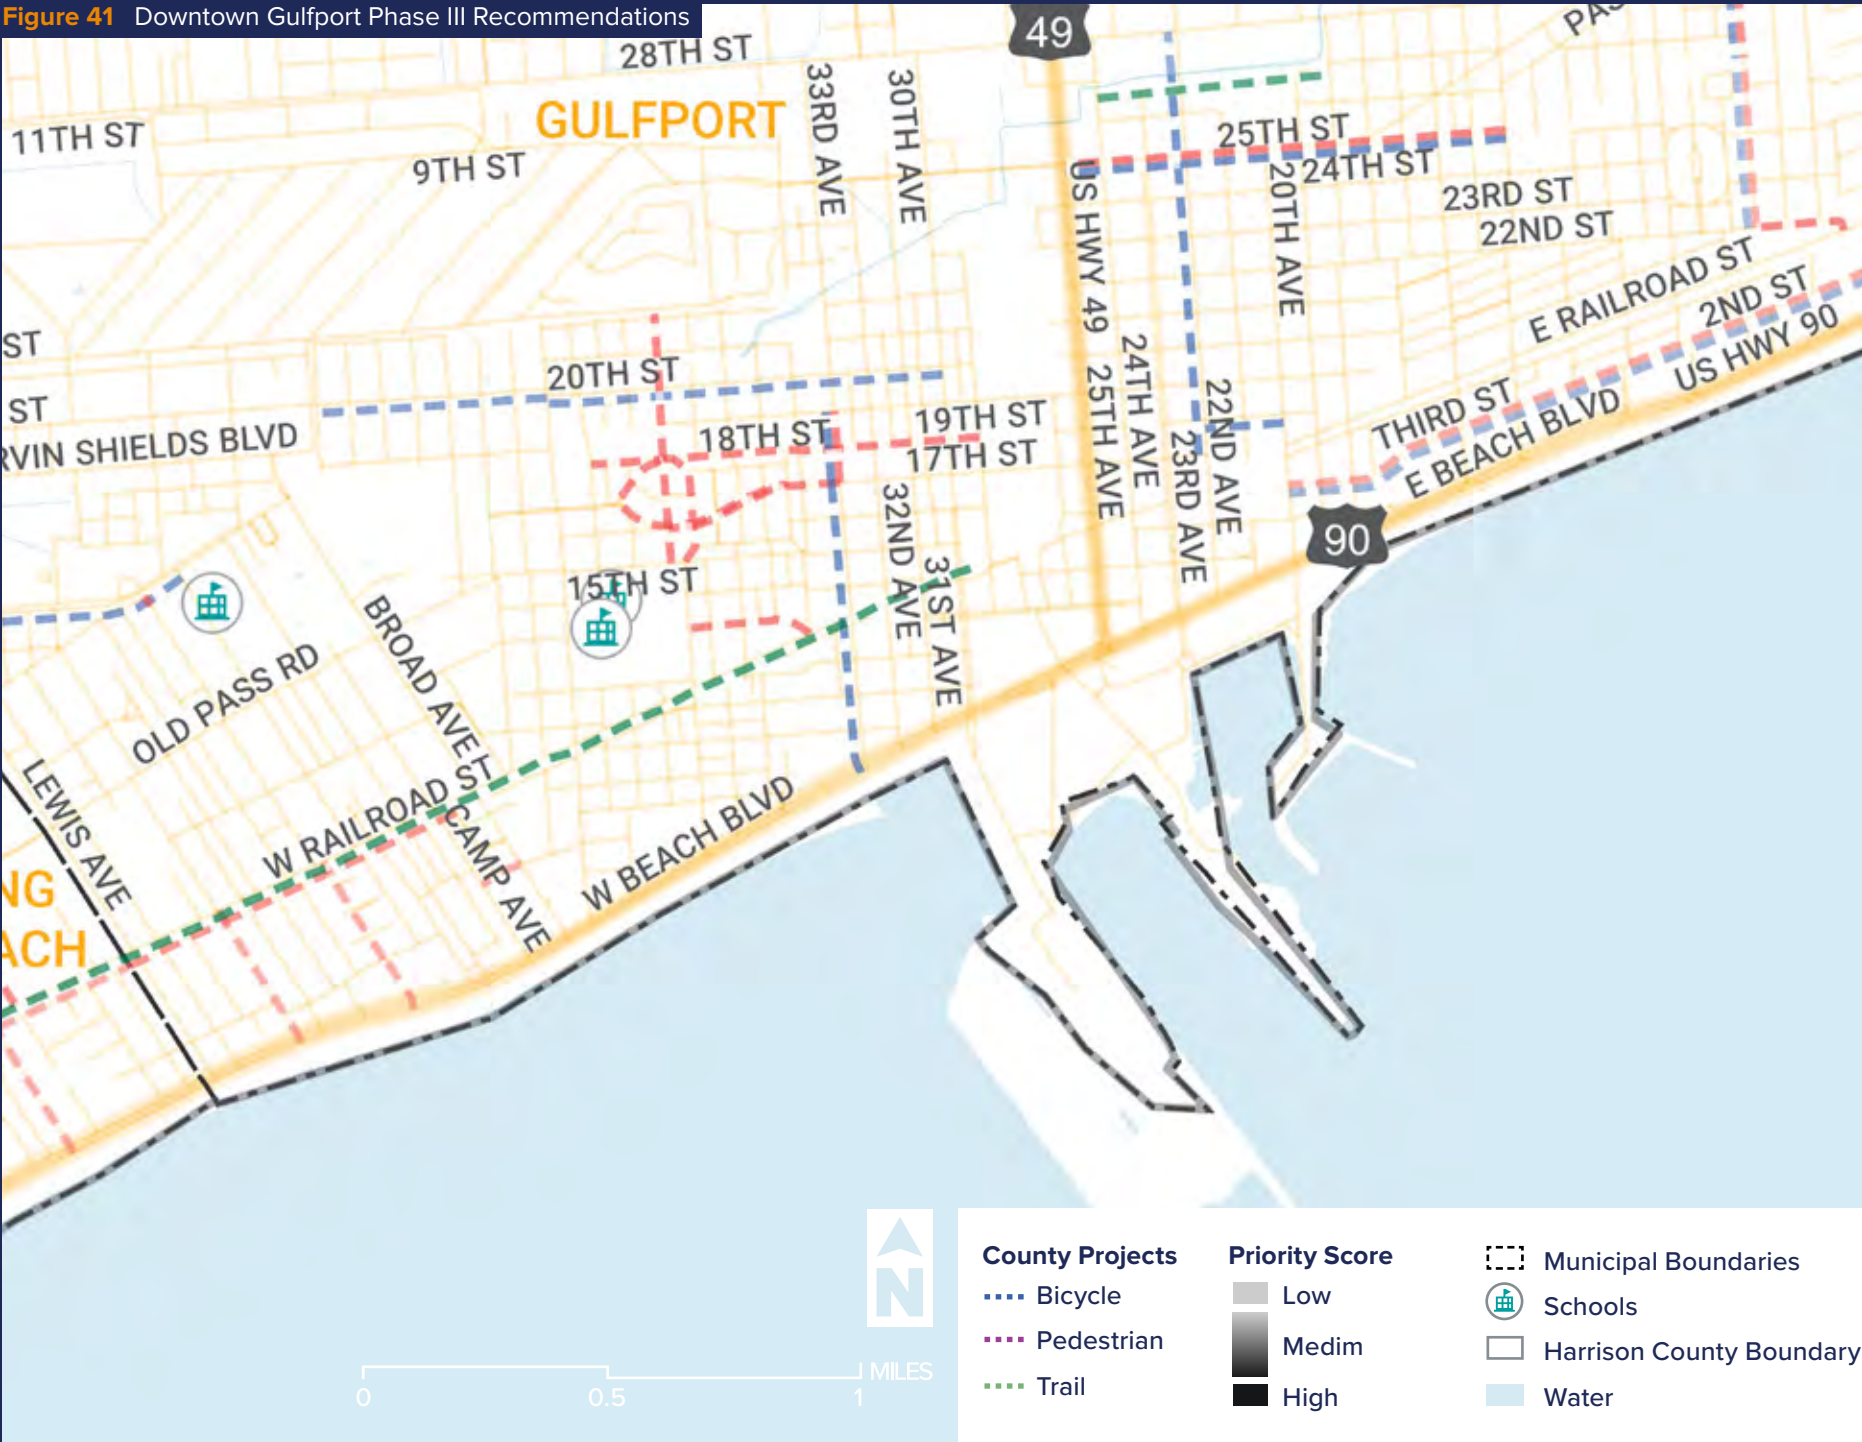 Figure 41 Downtown Gulfport Phase III Recommendations
49
28TH ST
33RD AVE
30TH AVE
GULFPORT
11TH ST
9TH ST
25TH ST
24TH ST
US HWY 49
20TH AVE
23RD ST
22ND ST
E RAILROAD ST
2ND ST
US HWY 90
ST
20TH ST
24TH AVE
25TH AVE
22ND AVE
23RD AVE
ST
RVIN SHIELDS BLVD
18TH ST
19TH ST
17TH ST
THIRD ST
E BEACH BLVD
90
32ND AVE
31ST AVE
15TH ST
BROAD AVE
OLD PASS RD
LEWIS AVE
W RAILROAD ST
CAMP AVE
W BEACH BLVD
NG
ACH
N
0 0.5 1 MILES
County Projects
Bicycle
Pedestrian
Trail
Priority Score
Low
Medim
High
Municipal Boundaries
Schools
Harrison County Boundary
Water